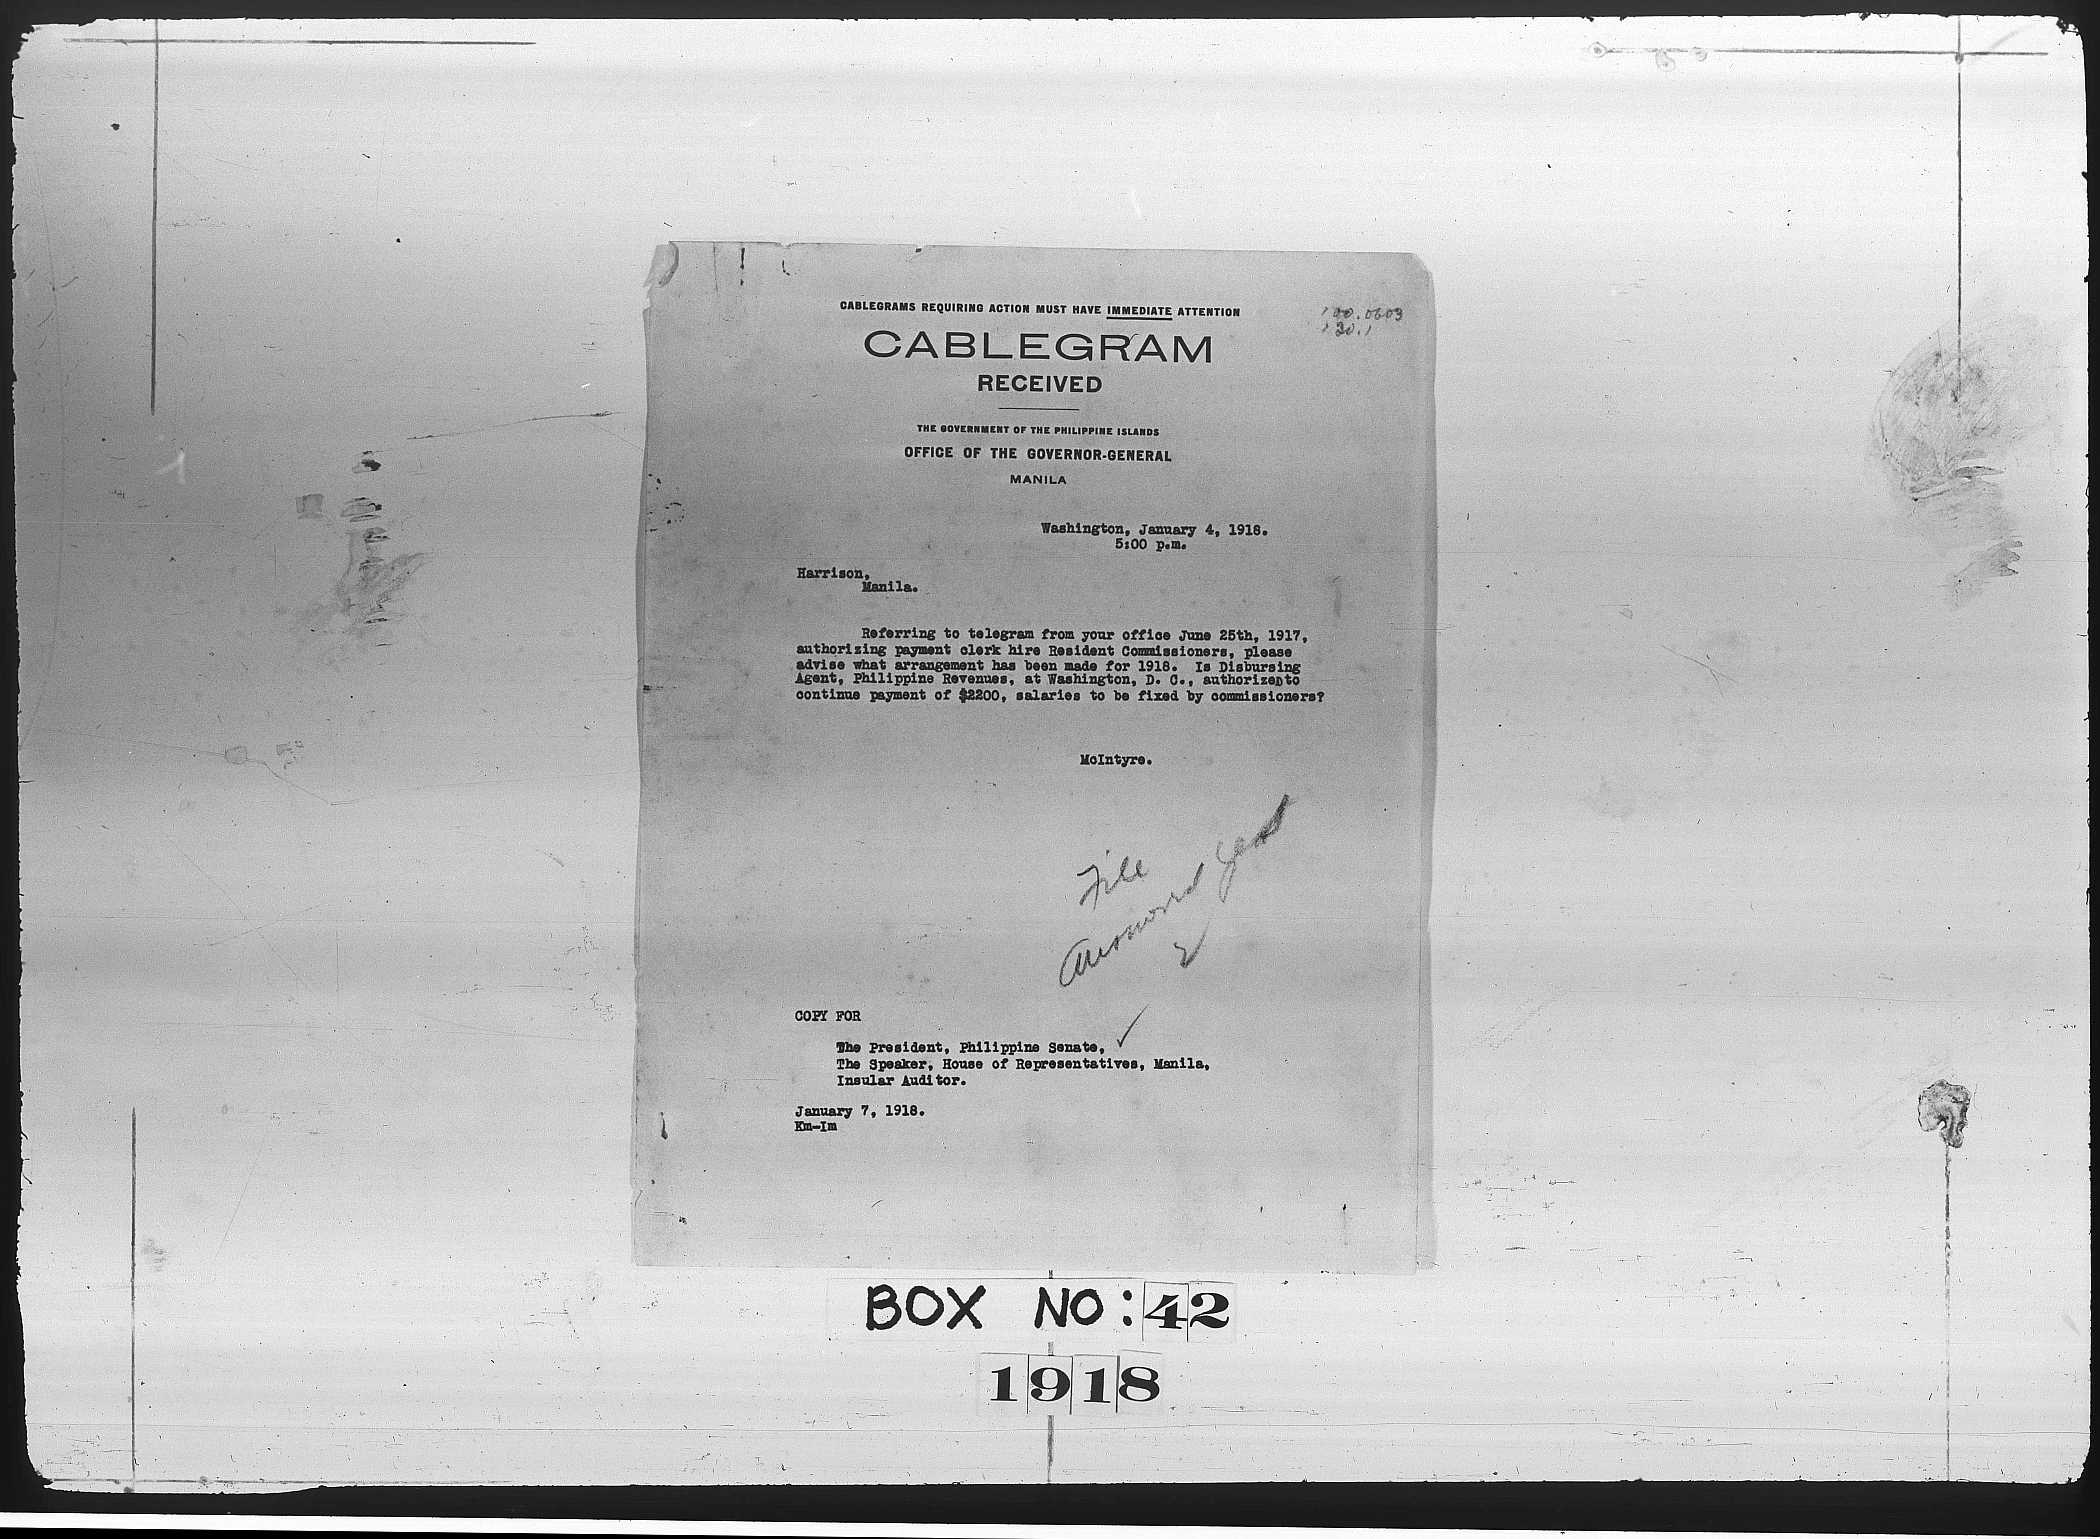 CABLEGRAMS REQUIRING ACTION MUST HAVE IMMEDIATE ATTENTION
CABLEGRAM
RECEIVED
THE GOVERNMENT OF THE PHILIPPINE ISLANDS
OFFICE OF THE GOVERNOR-GENERAL
MANILA
Washington, January 4, 1918.
5:00 p.m.
Harrison,
Manila.
Referring to telegram from your office June 25th, 1917,
authorizing payment clerk hire Resident Commissioners, please
advise what arrangement has been made for 1918. Is Disbursing
Agent, Philippine Revenues, at Washington, D. C., authorizeDto
continue payment of $2200, salaries to be fixed by commissioners?
McIntyre.
File
COPY FOR
The President, Philippine Senate, ✓
The Speaker, House of Representatives, Manila,
Insular Auditor.
January 7, 1918.
Km-Im
BOX NO: 42
1918